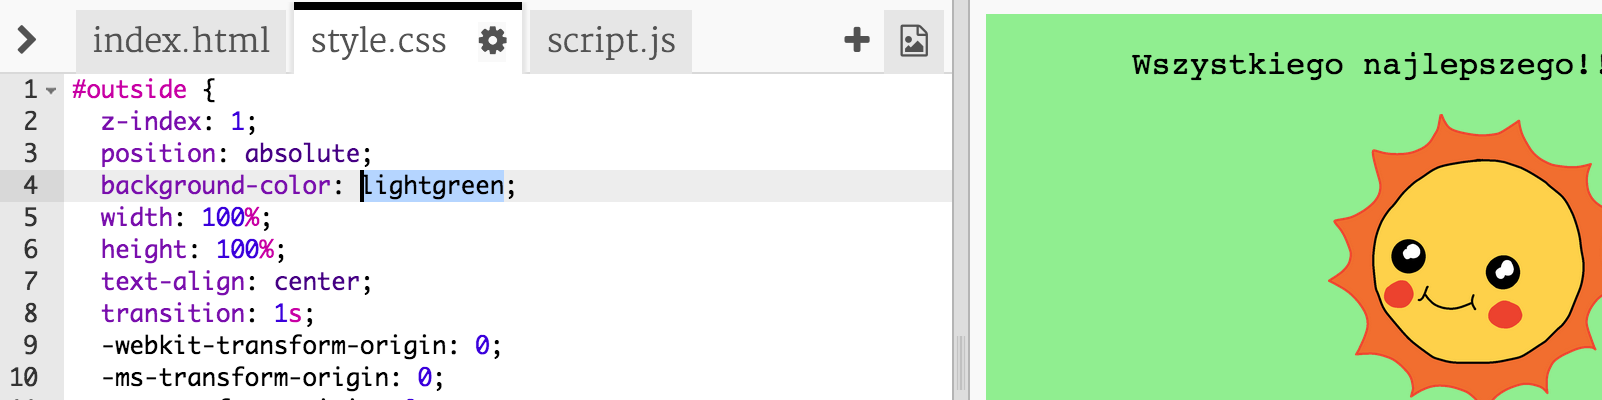 index.html
style.css
script.js
1 #outside {
2 z-index: 1;
3 position: absolute;
4 background-color: lightgreen;
5 width: 100%;
6 height: 100%;
7 text-align: center;
8 transition: 1s;
9 -webkit-transform-origin: 0;
10 -ms-transform-origin: 0;
Wszystkiego najlepszego!!